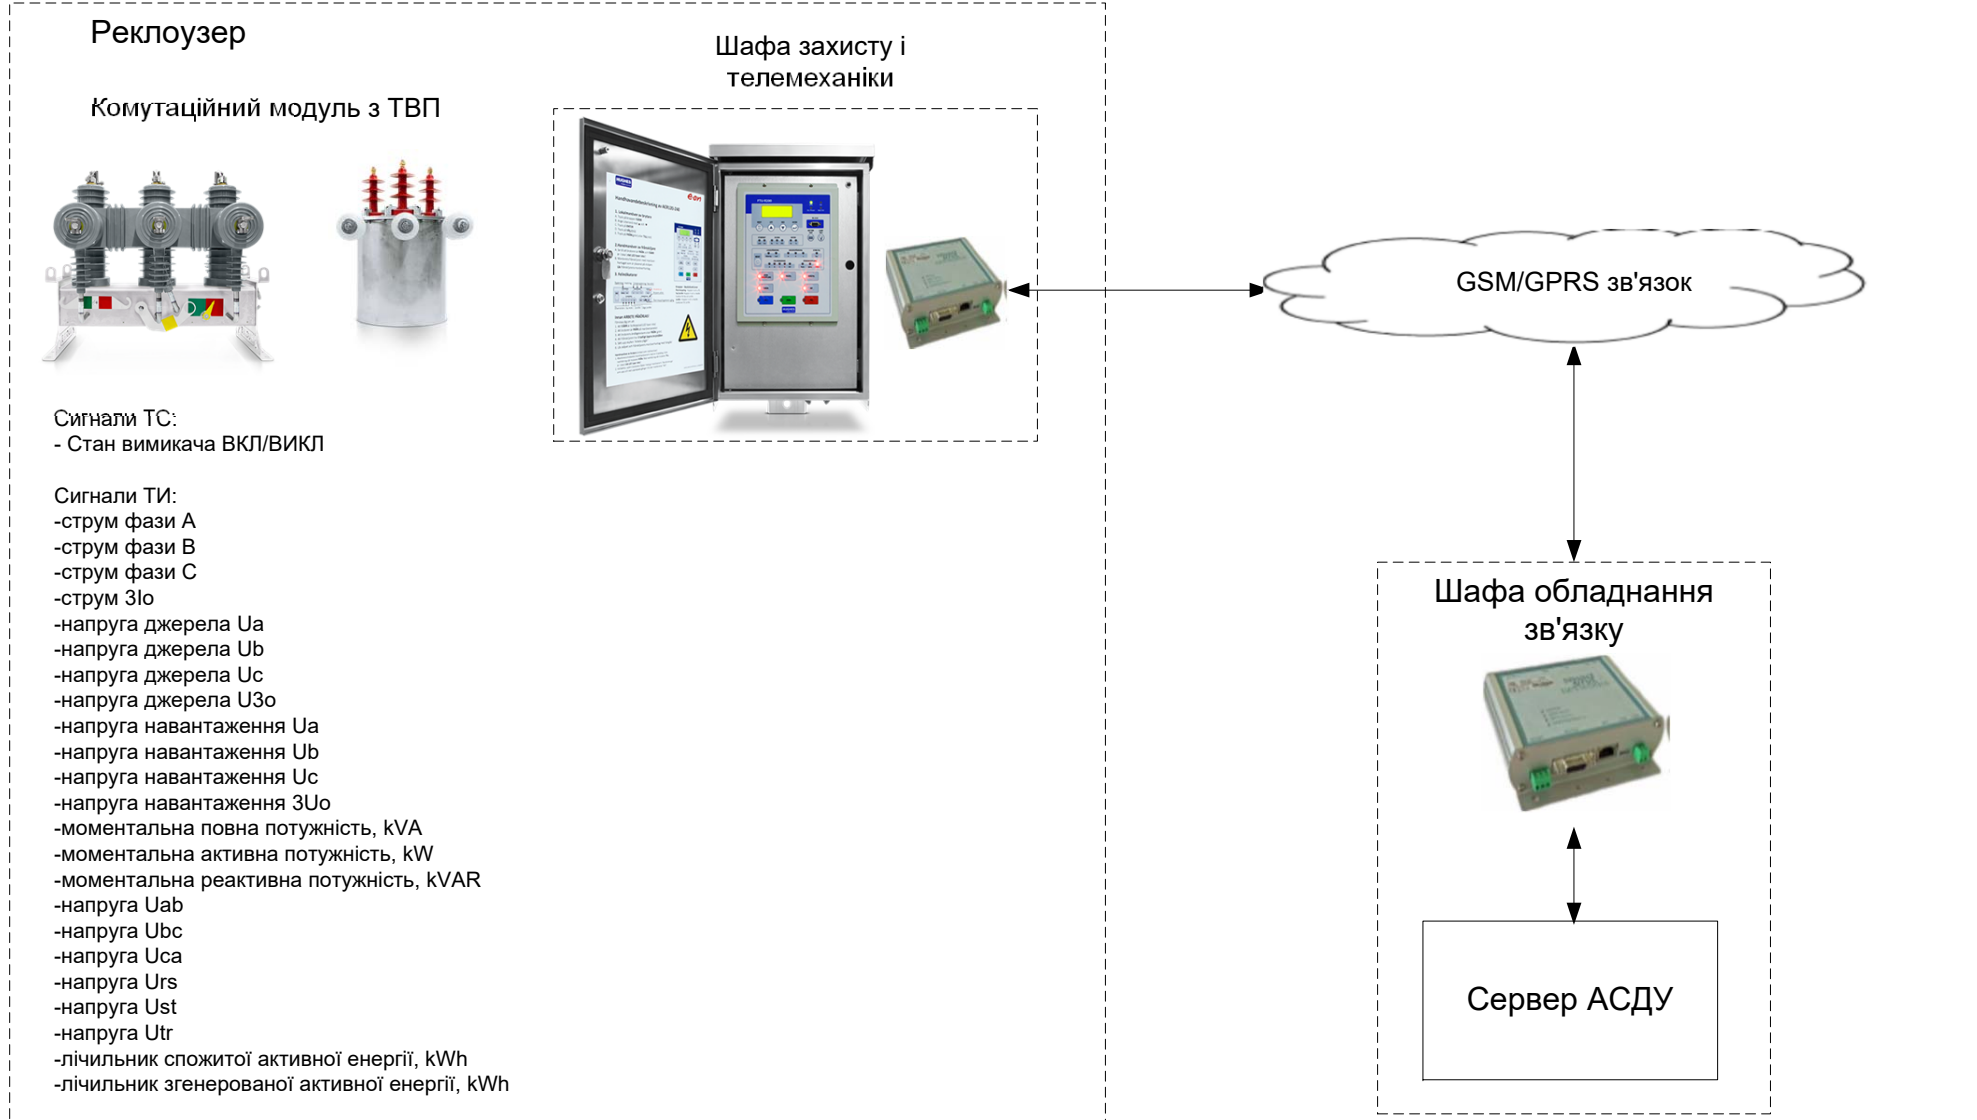 Реклоузер
Комутаційний модуль з ТВП
Шафа захисту і
телемеханіки
GSM/GPRS зв'язок
Сигнали ТС:
- Стан вимикача ВКЛ/ВИКЛ
Сигнали ТИ:
-струм фази А
-струм фази В
-струм фази С
-струм 3Io
-напруга джерела Ua
-напруга джерела Ub
-напруга джерела Uc
-напруга джерела U3o
-напруга навантаження Ua
-напруга навантаження Ub
-напруга навантаження Uc
-напруга навантаження 3Uo
-моментальна повна потужність, kVA
-моментальна активна потужність, kW
-моментальна реактивна потужність, kVAR
-напруга Uab
-напруга Ubc
-напруга Uca
-напруга Urs
-напруга Ust
-напруга Utr
-лічильник спожитої активної енергії, kWh
-лічильник згенерованої активної енергії, kWh
Шафа обладнання
зв'язку
Сервер АСДУ
e·on